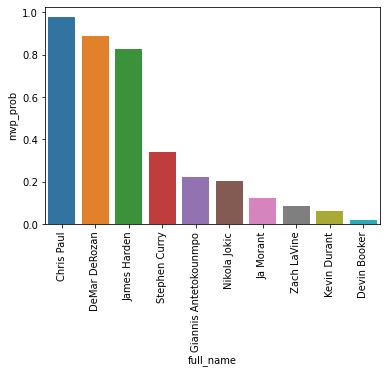 mvp_prob
1.0
0.8
0.6
0.4
0.2
0.0
Chris Paul
DeMar DeRozan
James Harden
Stephen Curry
Giannis Antetokounmpo
Nikola Jokic
Ja Morant
Zach LaVine
Kevin Durant
Devin Booker
full_name